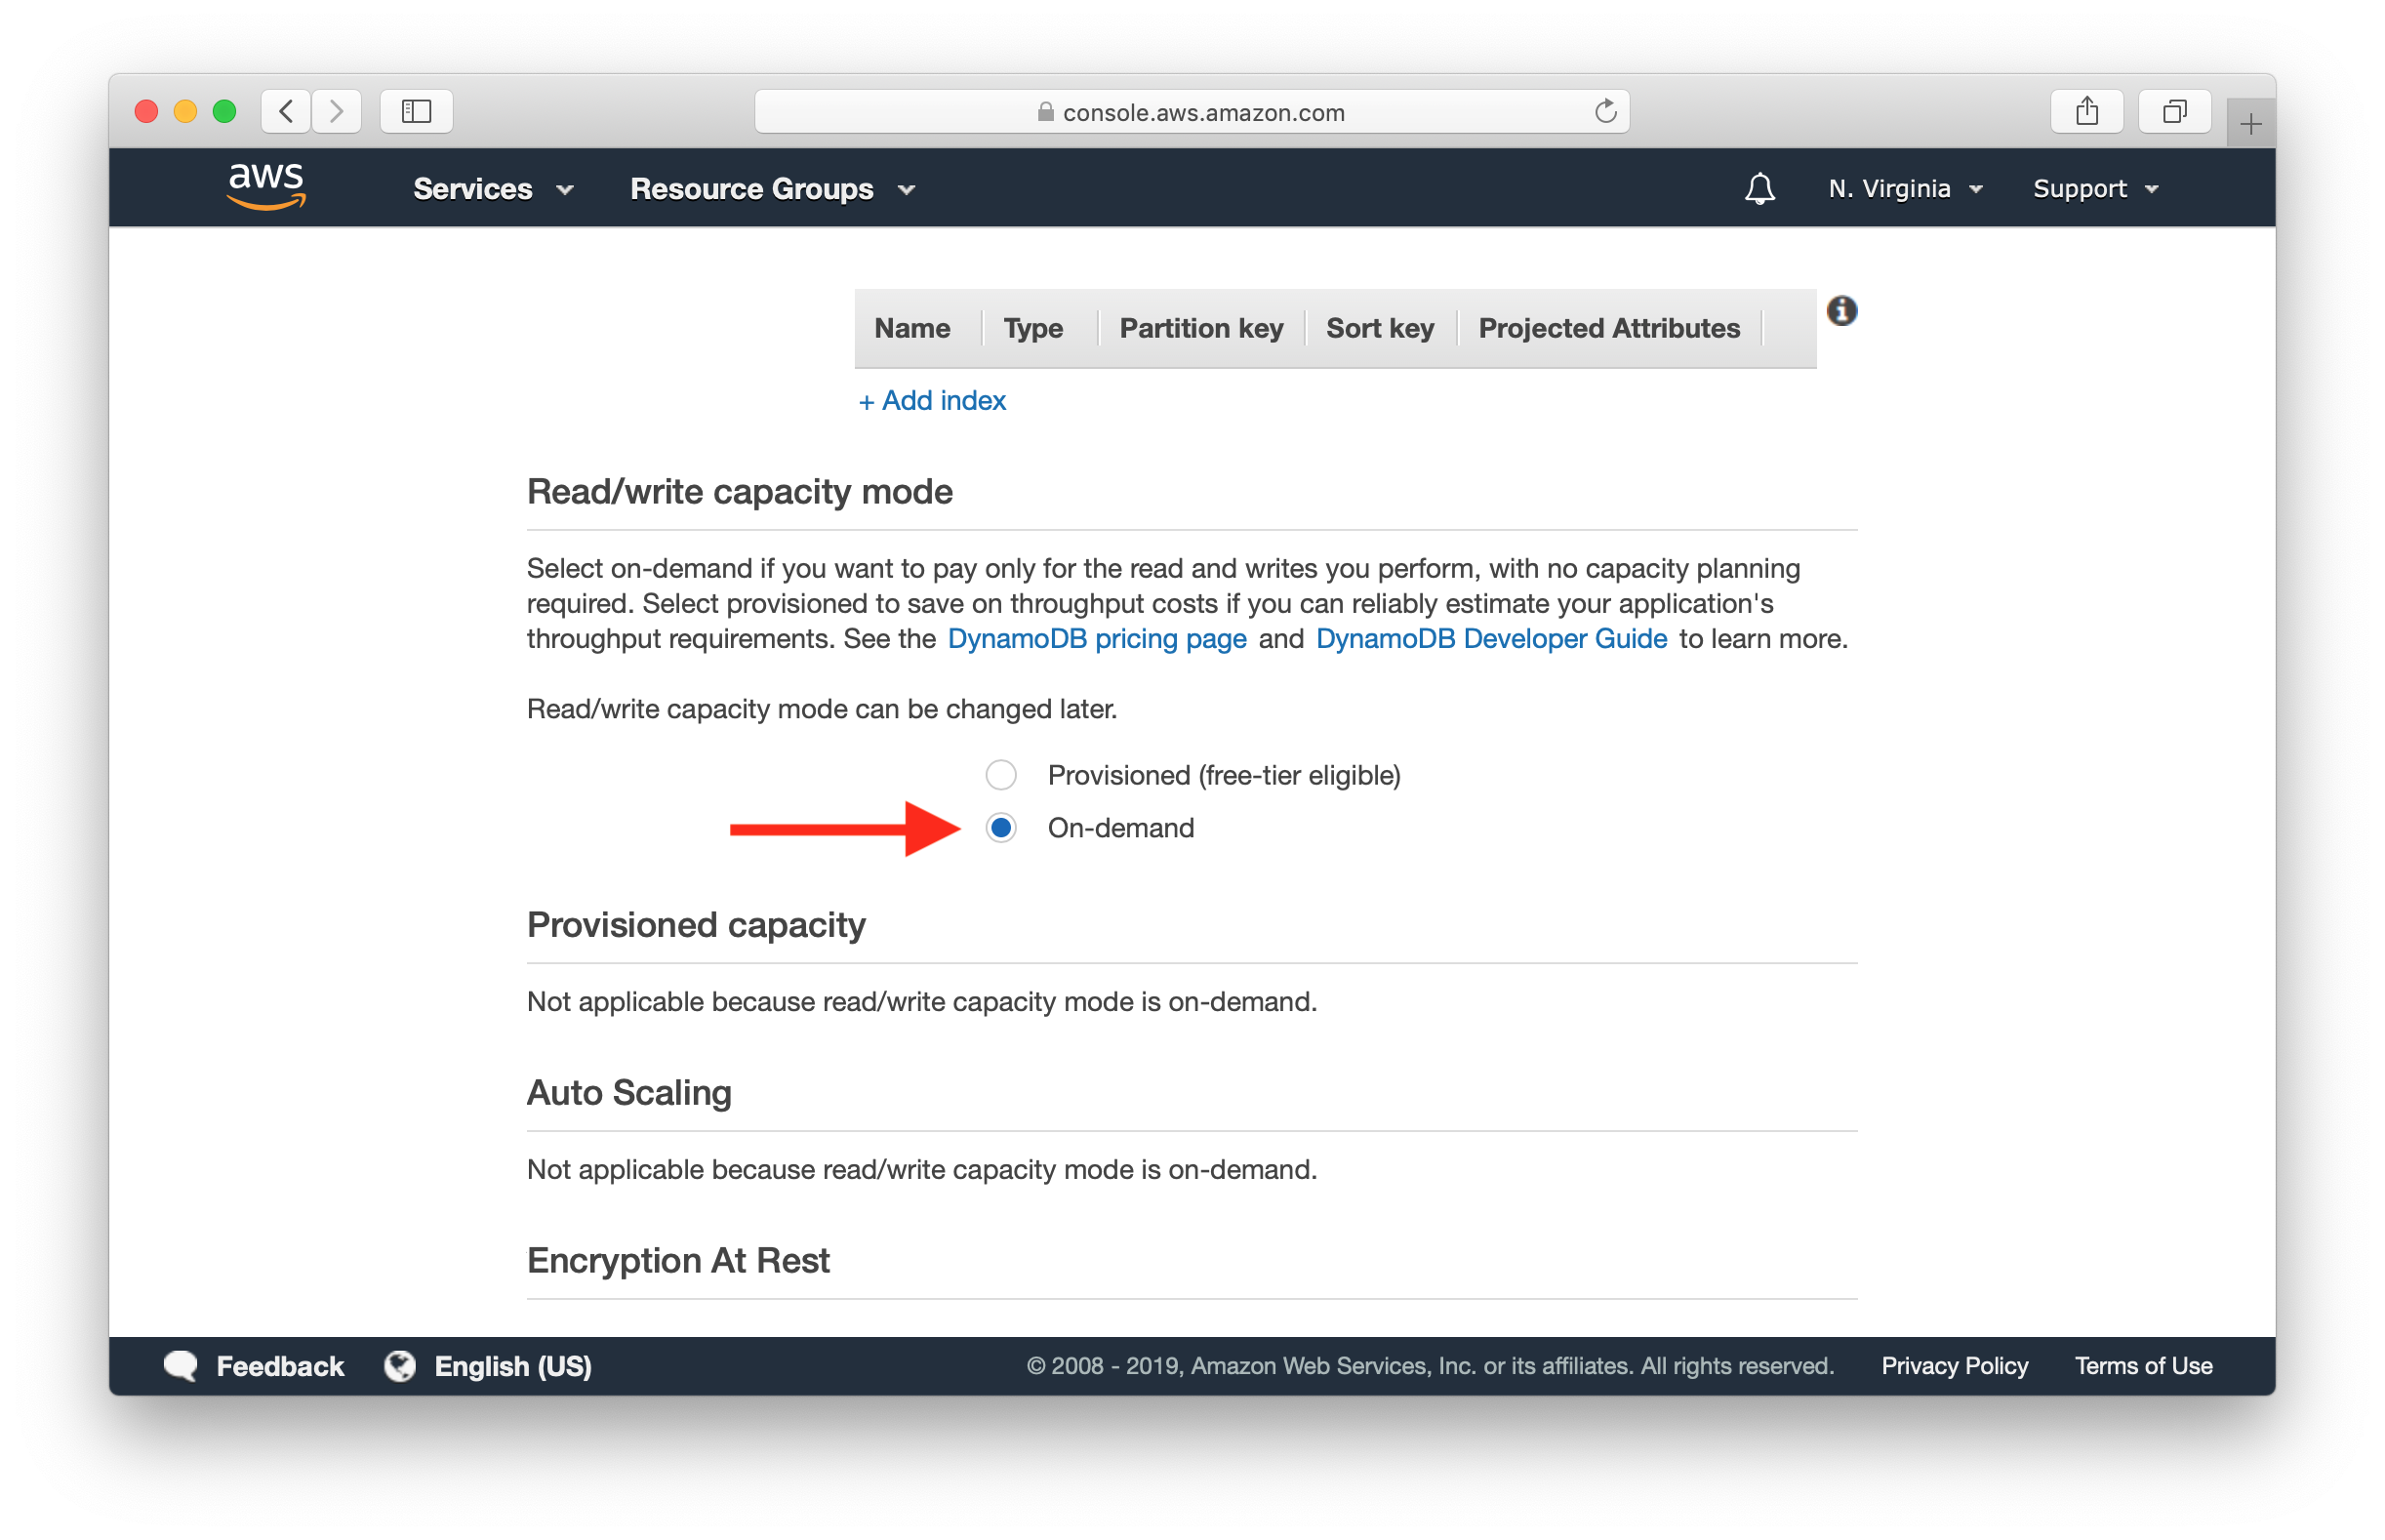 console.aws.amazon.com
aws Services Resource Groups N. Virginia Support
Name Type Partition key Sort key Projected Attributes
+ Add index
Read/write capacity mode
Select on-demand if you want to pay only for the read and writes you perform, with no capacity planning
required. Select provisioned to save on throughput costs if you can reliably estimate your application's
throughput requirements. See the DynamoDB pricing page and DynamoDB Developer Guide to learn more.
Read/write capacity mode can be changed later.
Provisioned (free-tier eligible)
On-demand
Provisioned capacity
Not applicable because read/write capacity mode is on-demand.
Auto Scaling
Not applicable because read/write capacity mode is on-demand.
Encryption At Rest
Feedback English (US) © 2008 - 2019, Amazon Web Services, Inc. or its affiliates. All rights reserved. Privacy Policy Terms of Use